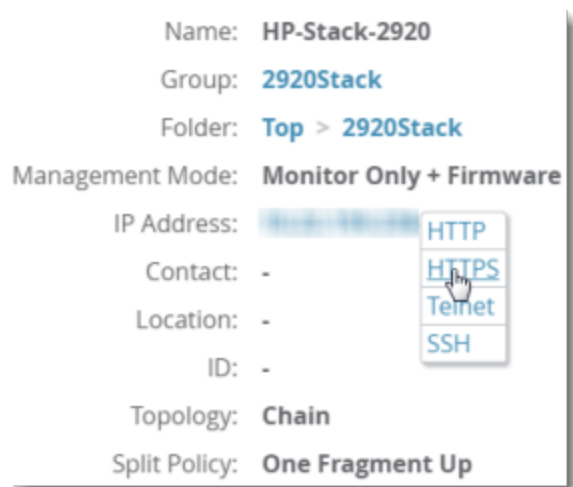 Name: HP-Stack-2920
Group: 2920Stack
Folder: Top > 2920Stack
Management Mode: Monitor Only + Firmware
IP Address:
HTTP
Contact: -
HTTPS
Location: -
Telnet
ID: -
SSH
Topology: Chain
Split Policy: One Fragment Up